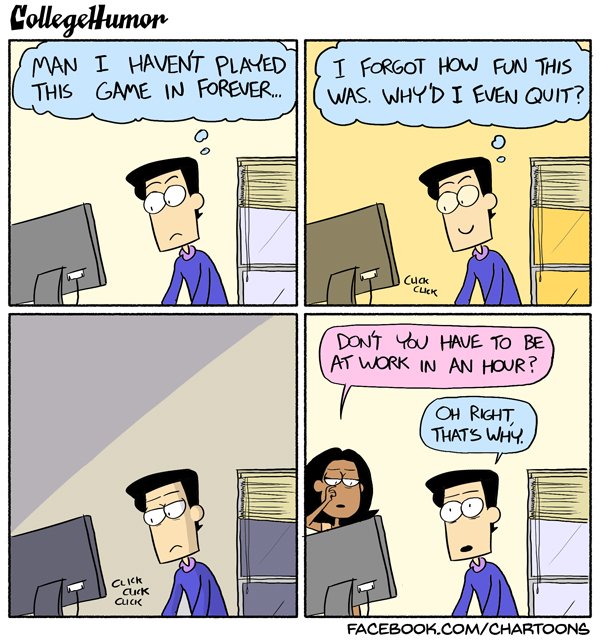 CollegeHumor
MAN I HAVEN'T PLAYED
THIS GAME IN FOREVER...
I FORGOT HOW FUN THIS
WAS. WHY'D I EVEN QUIT?
CLICK
CLICK
CLICK
CLICK
CLICK
DON'T YOU HAVE TO BE
AT WORK IN AN HOUR?
OH RIGHT,
THAT'S WHY.
FACEBOOK.COM/CHARTOONS